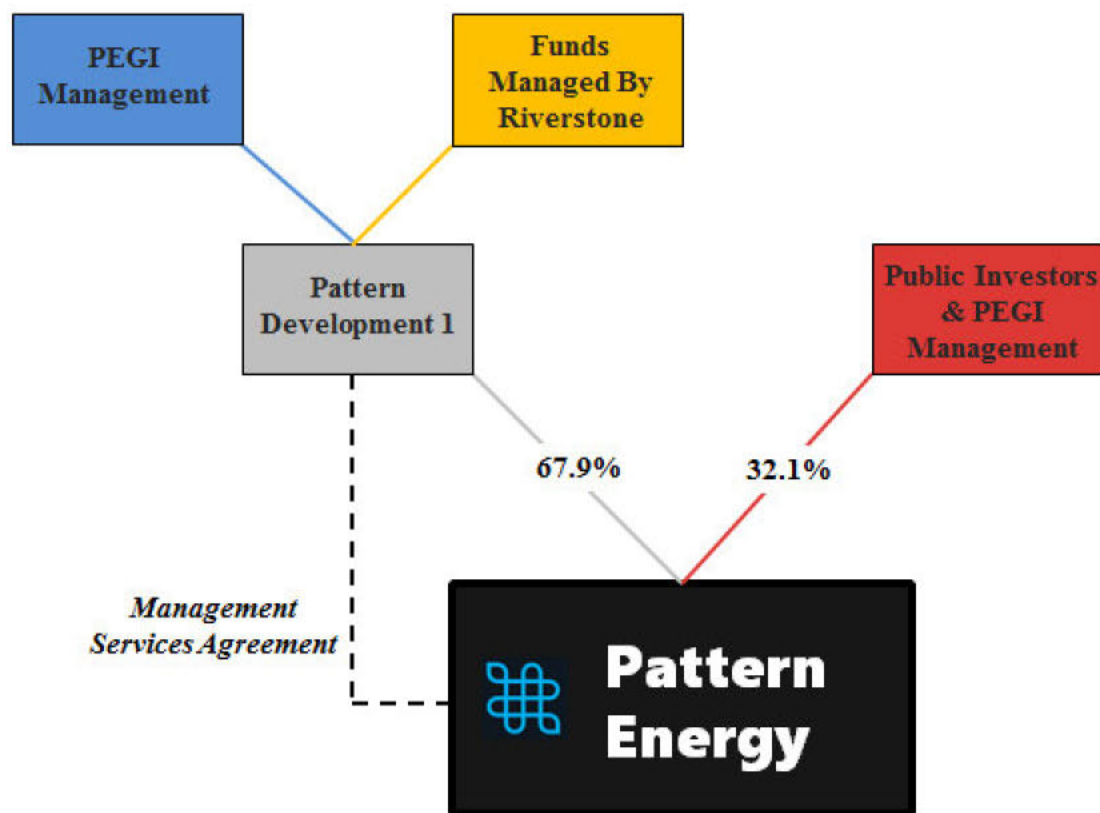 PEGI
Management
Funds
Managed By
Riverstone
Pattern
Development 1
Public Investors
& PEGI
Management
67.9%
32.1%
Management
Services Agreement
Pattern
Energy